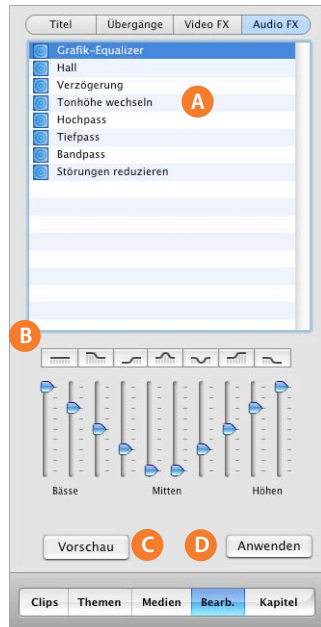 Titel Übergänge Video FX Audio FX
Grafik-Equalizer
Hall
Verzögerung
Tonhöhe wechseln
A
Hochpass
Tiefpass
Bandpass
Störungen reduzieren
B
Bässe Mitten Höhen
Vorschau C D Anwenden
Clips Themen Medien Bearb. Kapitel